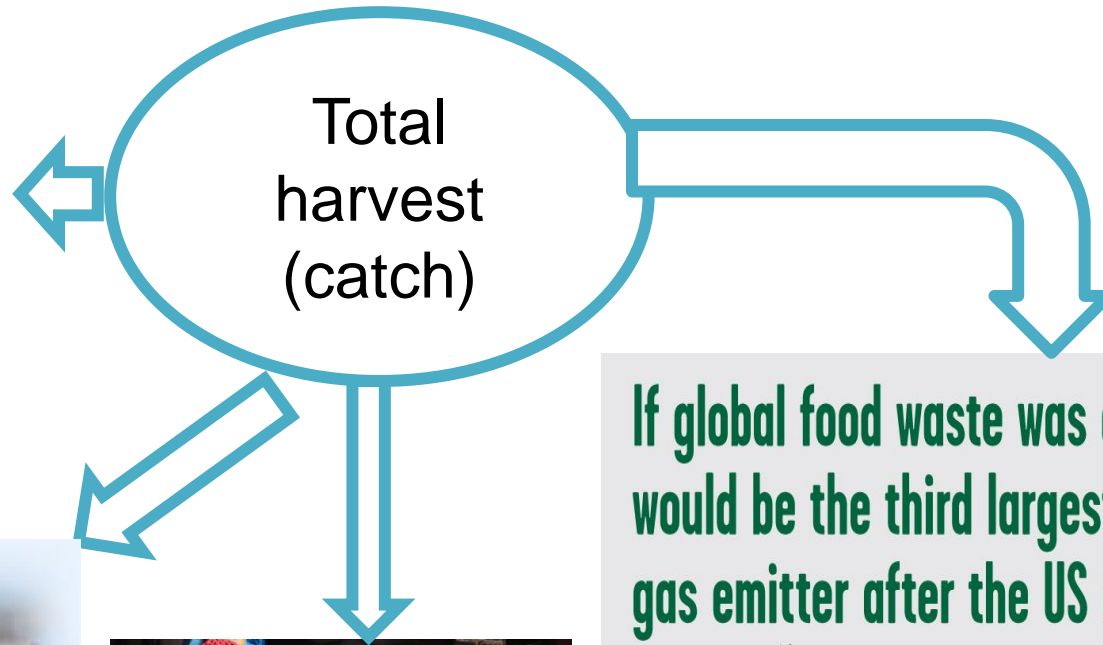 Total
harvest
(catch)
If global food waste was
would be the third largest
gas emitter after the US